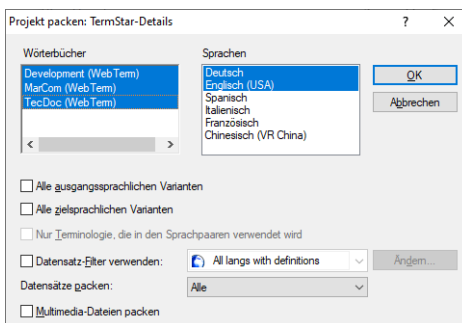 Projekt packen: TermStar-Details
Wörterbücher
Sprachen
Development (WebTerm)
MarCom (WebTerm)
TecDoc (WebTerm)
Deutsch
Englisch (USA)
Spanisch
Italienisch
Französisch
Chinesisch (VR China)
OK
Abbrechen
Alle ausgangssprachlichen Varianten
Alle zielsprachlichen Varianten
Nur Terminologie, die in den Sprachpaaren verwendet wird
Datensatz-Filter verwenden:
All langs with definitions
Ändern...
Datensätze packen:
Alle
Multimedia-Dateien packen